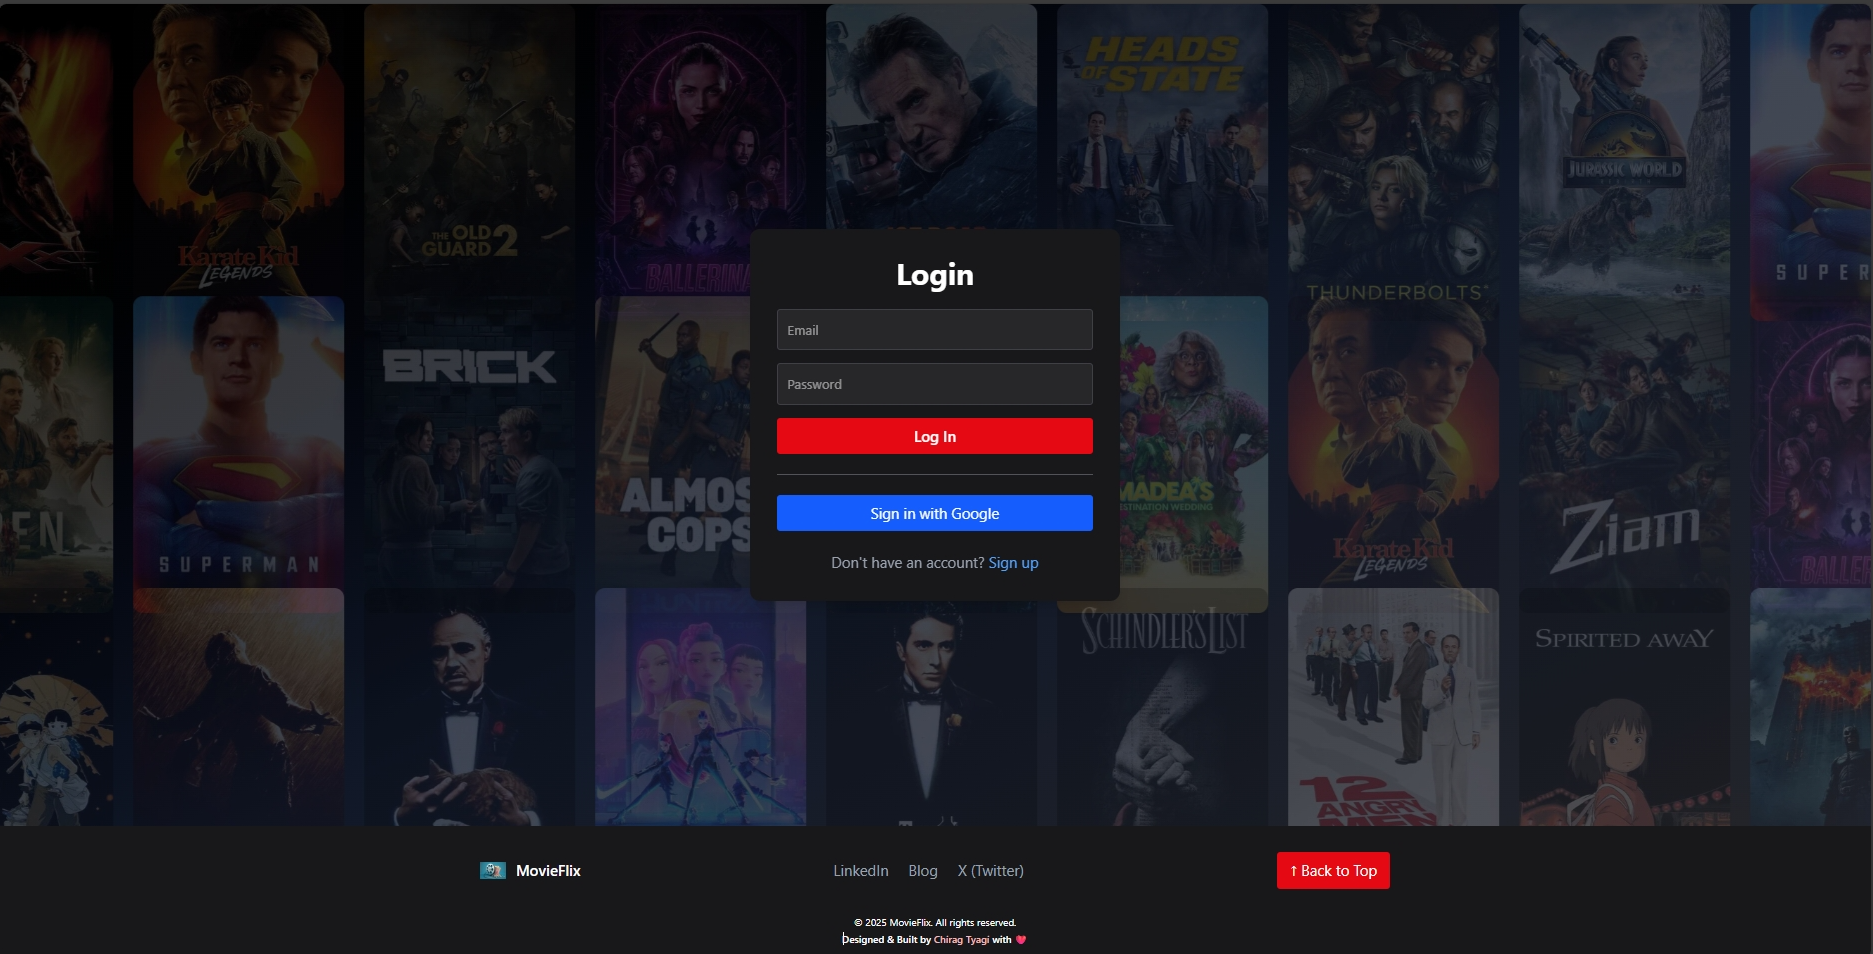 HEADS
OF STATE
JURASSIC WORLD
THE OLD
GUARD 2
Karate Kid
LEGENDS
BALLERINA
SUPER
THUNDERBOLTS*
Login
Email
Password
Log In
Sign in with Google
Don't have an account? Sign up
BRICK
ALMOS
COPS
MADEA'S
DESTINATION WEDDING
EN.
SUPERMAN
Karate Kid
LEGENDS
Ziam
BALLER
SCHINDLER'S LIST
SPIRITED AWAY
12
ANGRY
MEN
MovieFlix
LinkedIn
Blog
X (Twitter)
↑ Back to Top
© 2025 MovieFlix. All rights reserved.
Designed & Built by Chirag Tyagi with ❤️